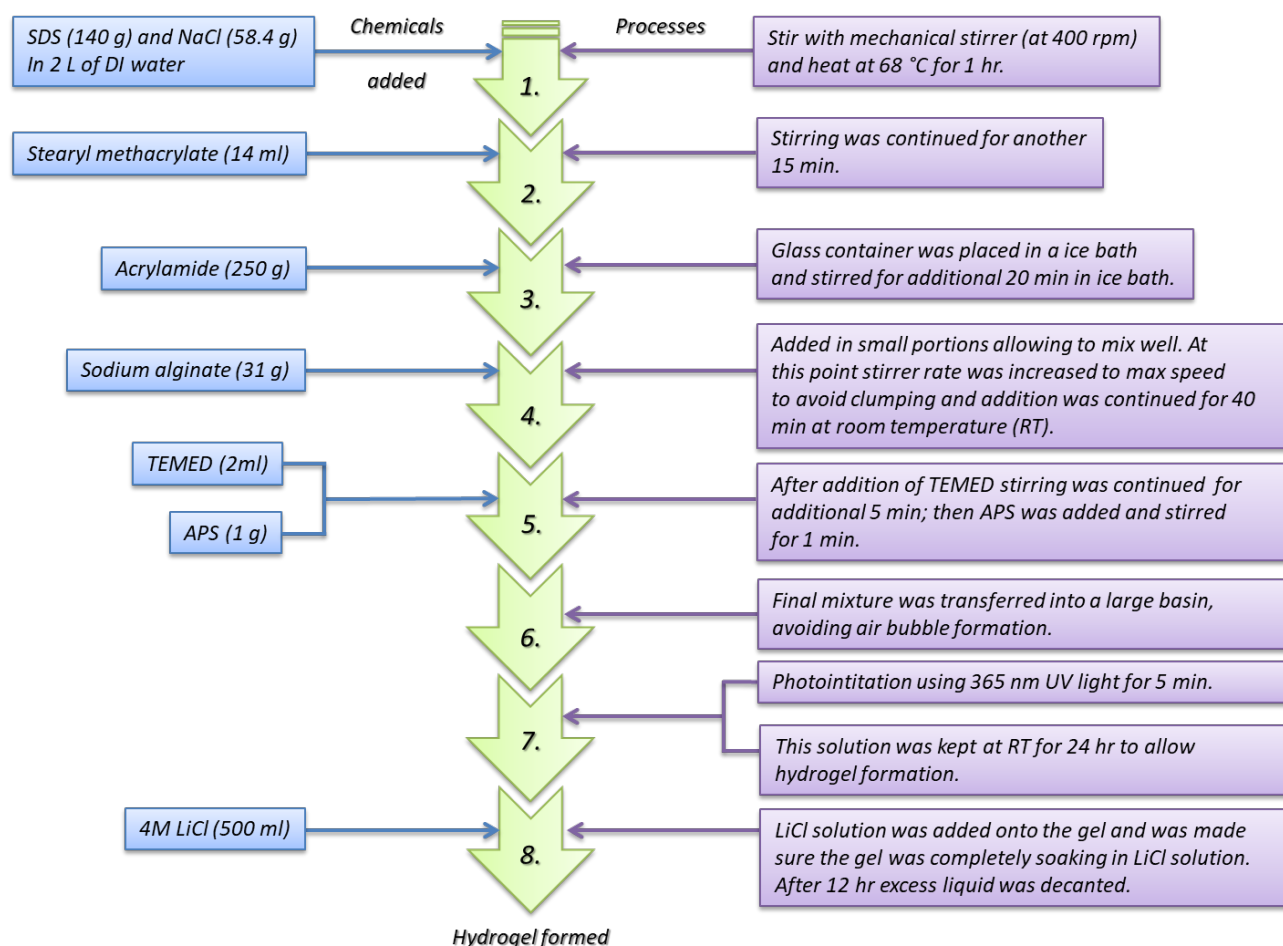 Chemicals
added
Processes
SDS (140 g) and NaCl (58.4 g)
In 2 L of DI water
1.
Stir with mechanical stirrer (at 400 rpm)
and heat at 68 °C for 1 hr.
Stearyl methacrylate (14 ml)
2.
Stirring was continued for another
15 min.
Acrylamide (250 g)
3.
Glass container was placed in a ice bath
and stirred for additional 20 min in ice bath.
Sodium alginate (31 g)
4.
Added in small portions allowing to mix well. At
this point stirrer rate was increased to max speed
to avoid clumping and addition was continued for 40
min at room temperature (RT).
TEMED (2ml)
APS (1 g)
5.
After addition of TEMED stirring was continued for
additional 5 min; then APS was added and stirred
for 1 min.
6.
Final mixture was transferred into a large basin,
avoiding air bubble formation.
7.
Photointitation using 365 nm UV light for 5 min.
This solution was kept at RT for 24 hr to allow
hydrogel formation.
4M LiCl (500 ml)
8.
LiCl solution was added onto the gel and was made
sure the gel was completely soaking in LiCl solution.
After 12 hr excess liquid was decanted.
Hydrogel formed